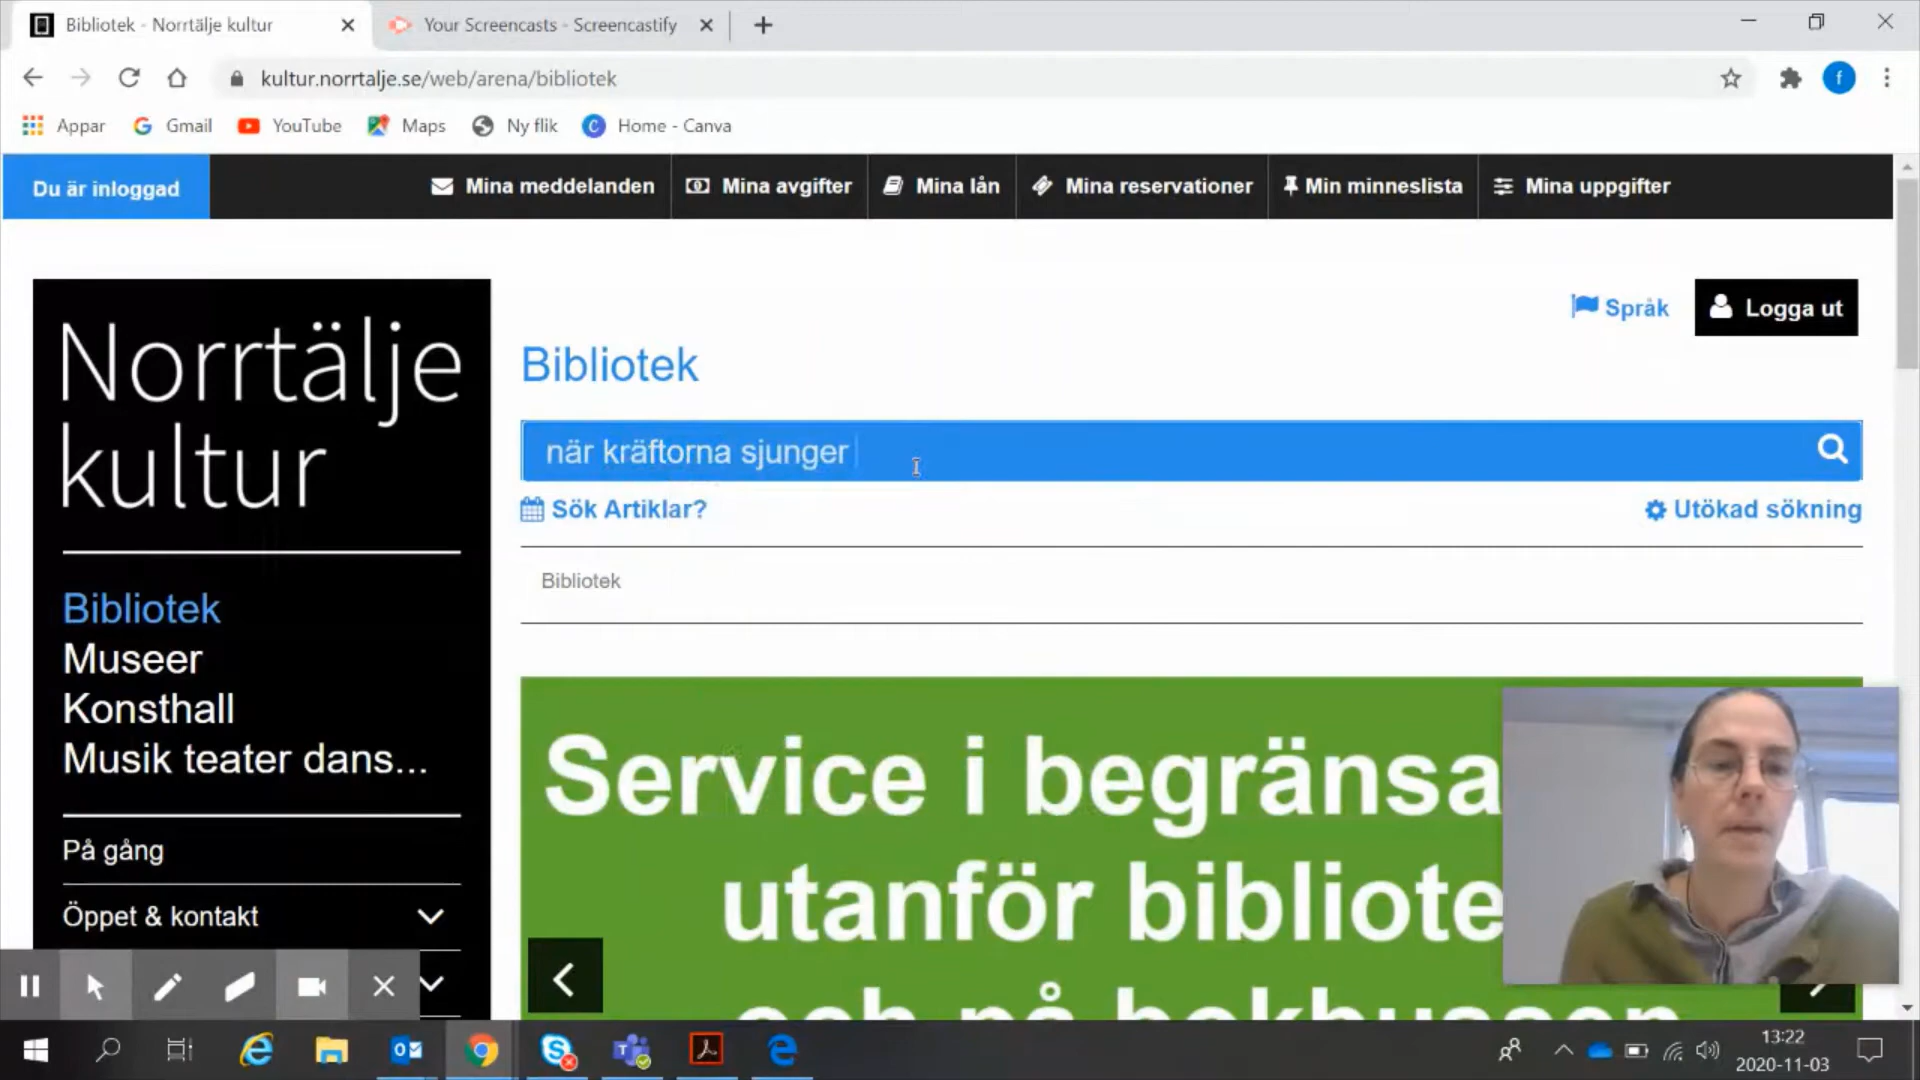 Bibliotek - Norrtälje kultur
Your Screencasts - Screencastify
kultur.norrtalje.se/web/arena/bibliotek
f
Appar
Gmail
YouTube
Maps
Ny flik
Home - Canva
Du är inloggad
Mina meddelanden
Mina avgifter
Mina lån
Mina reservationer
Min minneslista
Mina uppgifter
Norrtälje
kultur
Språk
Logga ut
Bibliotek
när kräftorna sjunger
Sök Artiklar?
Utökad sökning
Bibliotek
Bibliotek
Museer
Konsthall
Musik teater dans...
På gång
Öppet & kontakt
Service i begränsa
utanför bibliote
och på bokbussen
13:22
2020-11-03